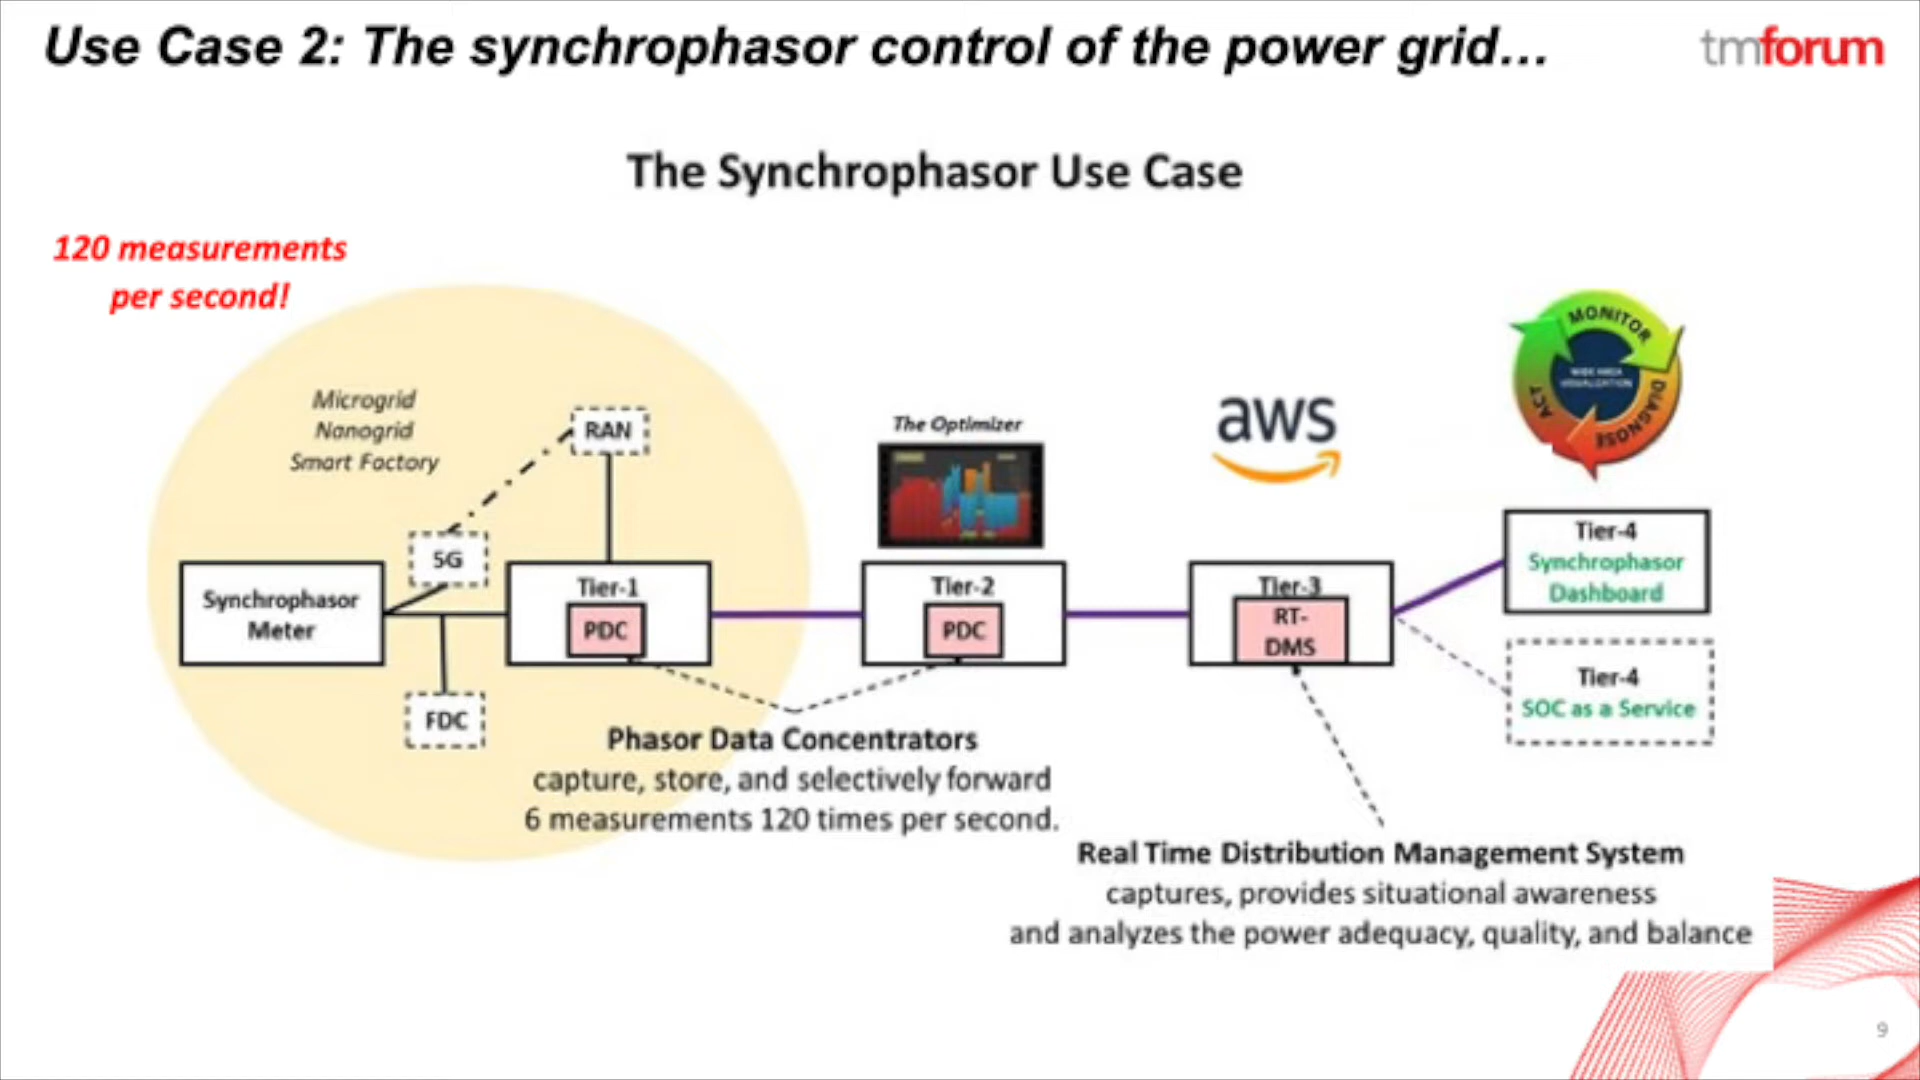 Use Case 2: The synchrophasor control of the power grid...
tmforum
The Synchrophasor Use Case
120 measurements
per second!
Microgrid
Nanogrid
Smart Factory
RAN
5G
Synchrophasor
Meter
FDC
Tier-1
PDC
The Optimizer
Tier-2
PDC
Phasor Data Concentrators
capture, store, and selectively forward
6 measurements 120 times per second.
aws
Tier-3
RT-
DMS
Real Time Distribution Management System
captures, provides situational awareness
and analyzes the power adequacy, quality, and balance
MONITOR
DIAGNOSE
ACT
WIDE AREA
VISUALIZATION
Tier-4
Synchrophasor
Dashboard
Tier-4
SOC as a Service
9